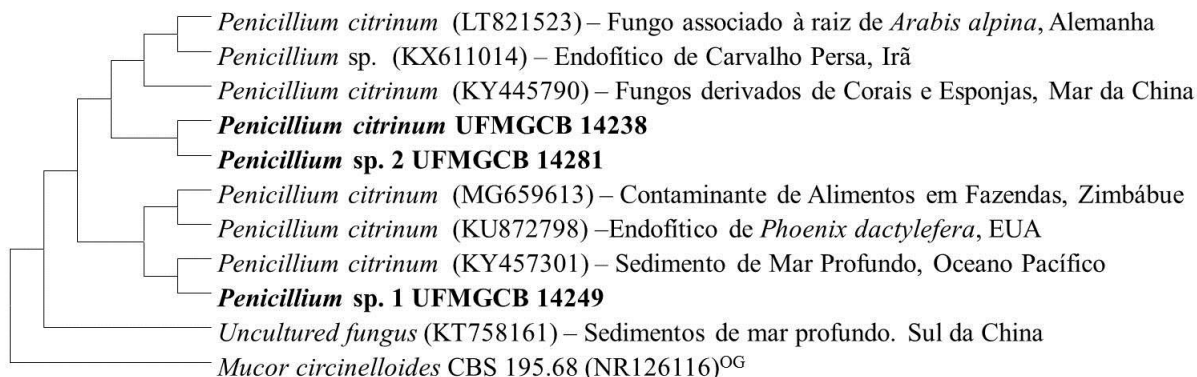 Penicillium citrinum (LT821523) – Fungo associado à raiz de Arabis alpina, Alemanha
Penicillium sp. (KX611014) – Endofítico de Carvalho Persa, Irã
Penicillium citrinum (KY445790) – Fungos derivados de Corais e Esponjas, Mar da China
Penicillium citrinum UFMGCB 14238
Penicillium sp. 2 UFMGCB 14281
Penicillium citrinum (MG659613) – Contaminante de Alimentos em Fazendas, Zimbábue
Penicillium citrinum (KU872798) –Endofítico de Phoenix dactylefera, EUA
Penicillium citrinum (KY457301) – Sedimento de Mar Profundo, Oceano Pacífico
Penicillium sp. 1 UFMGCB 14249
Uncultured fungus (KT758161) – Sedimentos de mar profundo. Sul da China
Mucor circinelloides CBS 195.68 (NR126116)OG